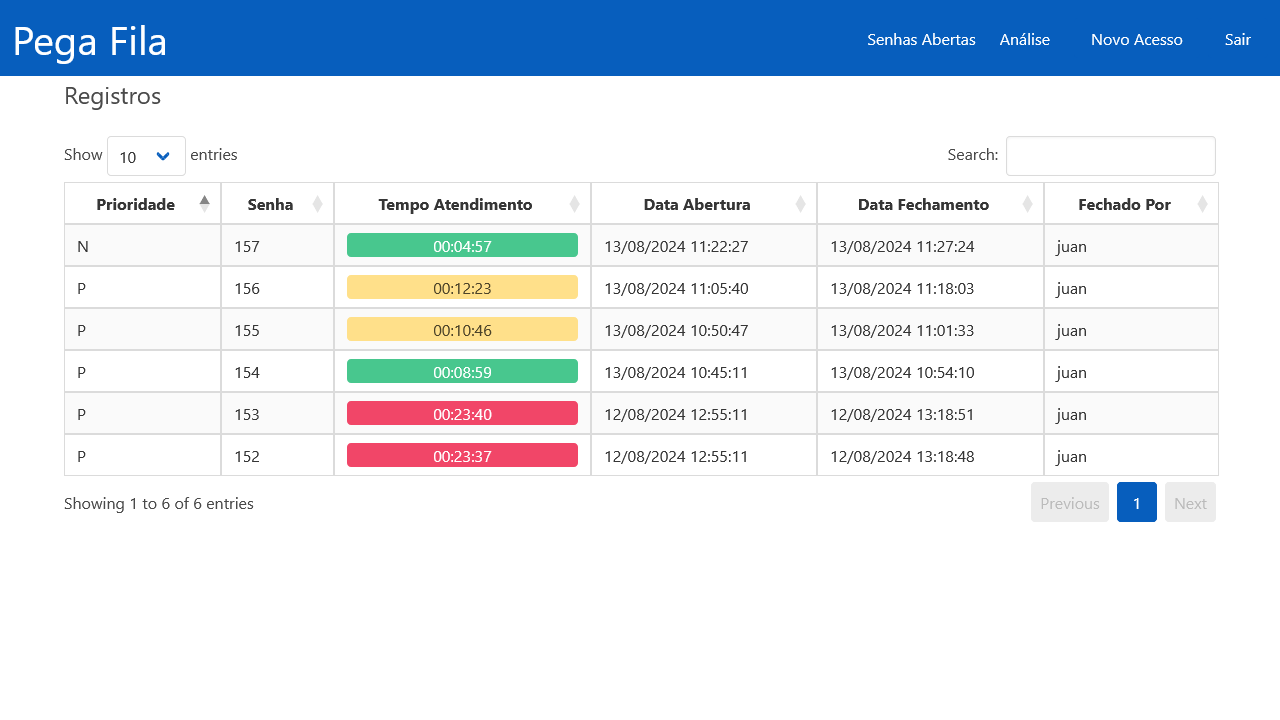 Pega Fila
Senhas Abertas Análise Novo Acesso Sair
Registros
Show 10 entries Search:
Prioridade Senha Tempo Atendimento Data Abertura Data Fechamento Fechado Por
N 157 00:04:57 13/08/2024 11:22:27 13/08/2024 11:27:24 juan
P 156 00:12:23 13/08/2024 11:05:40 13/08/2024 11:18:03 juan
P 155 00:10:46 13/08/2024 10:50:47 13/08/2024 11:01:33 juan
P 154 00:08:59 13/08/2024 10:45:11 13/08/2024 10:54:10 juan
P 153 00:23:40 12/08/2024 12:55:11 12/08/2024 13:18:51 juan
P 152 00:23:37 12/08/2024 12:55:11 12/08/2024 13:18:48 juan
Showing 1 to 6 of 6 entries Previous 1 Next